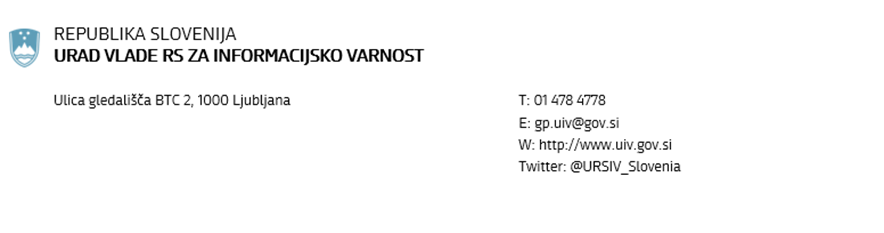 REPUBLIKA SLOVENIJA
URAD VLADE RS ZA INFORMACIJSKO VARNOST
Ulica gledališča BTC 2, 1000 Ljubljana
T: 01 478 4778
E: gp.uiv@gov.si
W: http://www.uiv.gov.si
Twitter: @URSIV_Slovenia